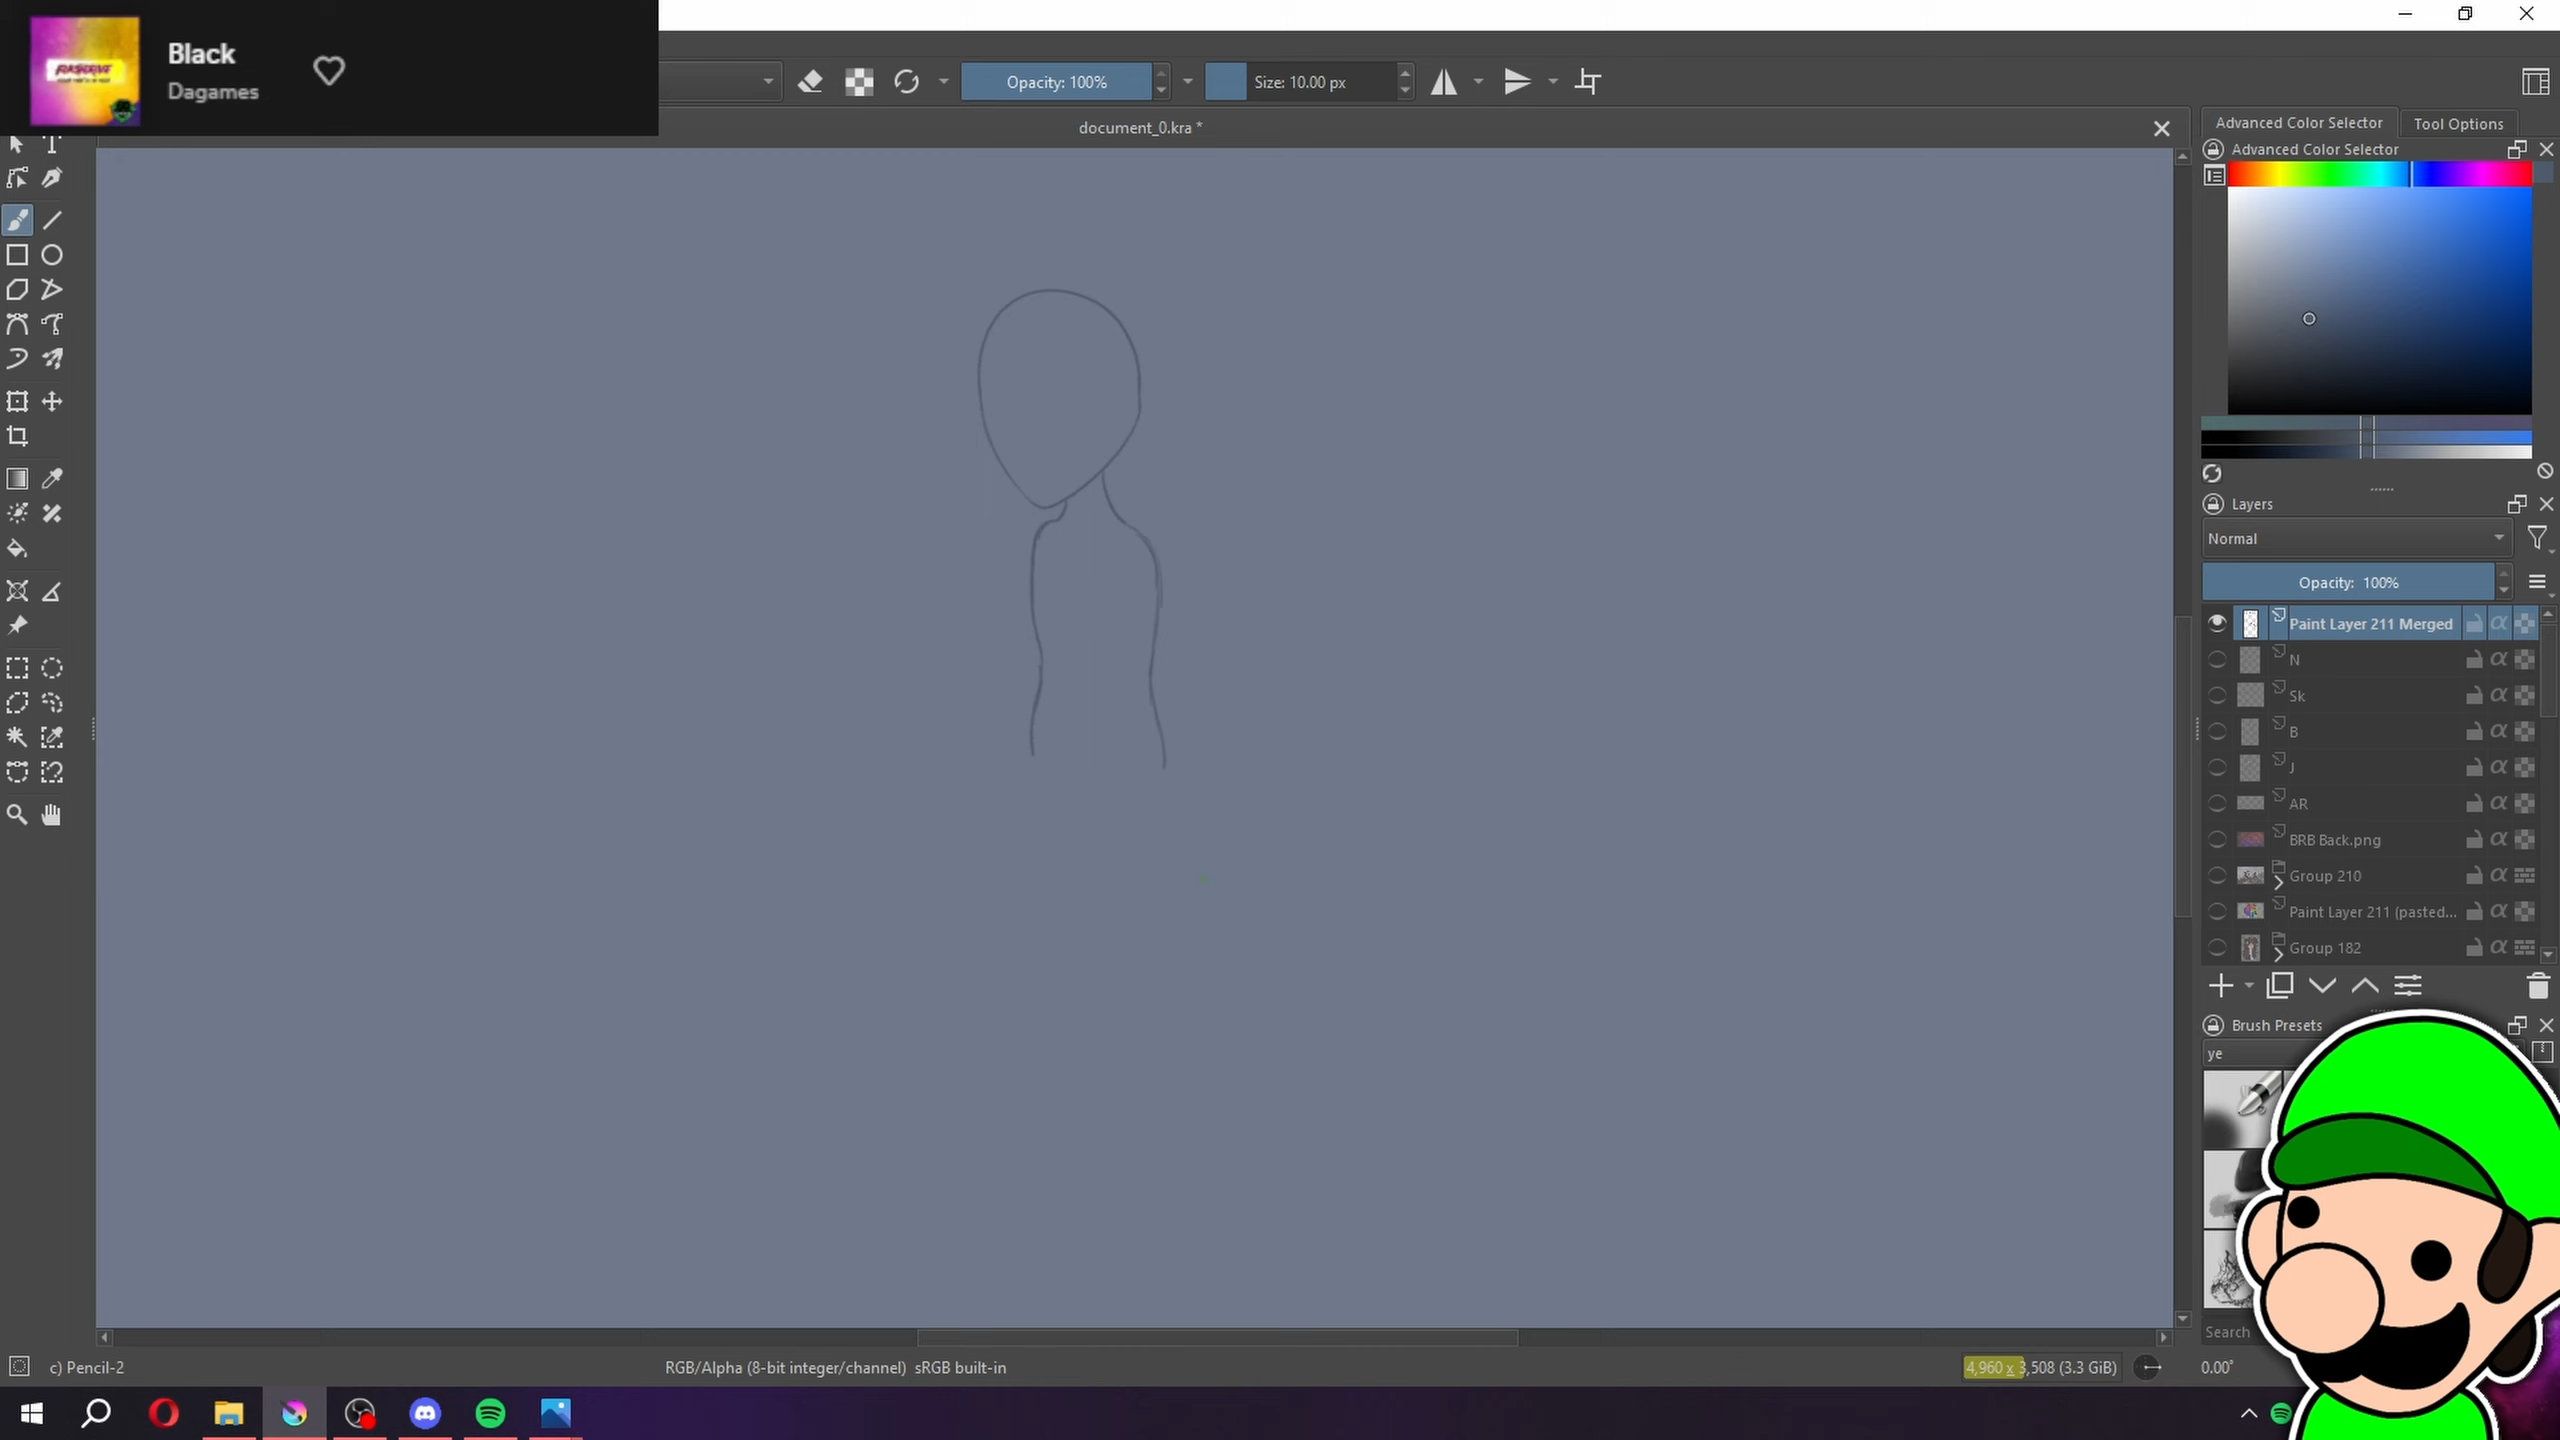 Black
Dagames
Opacity: 100%
Size: 10.00 px
document_0.kra *
Advanced Color Selector
Tool Options
Advanced Color Selector
Layers
Normal
Opacity: 100%
Paint Layer 211 Merged
N
Sk
B
J
AR
BRB Back.png
Group 210
Paint Layer 211 (pasted...
Group 182
Brush Presets
ye
Search
c) Pencil-2
RGB/Alpha (8-bit integer/channel) sRGB built-in
4,960 x 3,508 (3.3 GiB)
0.00°